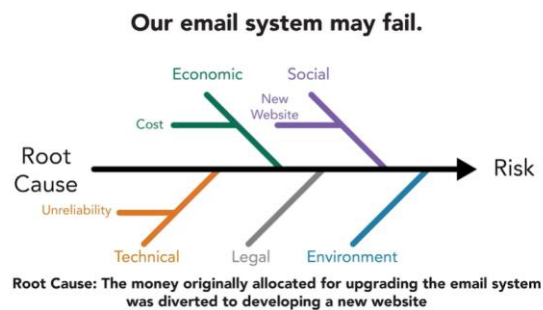 Our email system may fail.
Economic
Social
New
Website
Cost
Root
Cause
Risk
Unreliability
Technical
Legal
Environment
Root Cause: The money originally allocated for upgrading the email system
was diverted to developing a new website